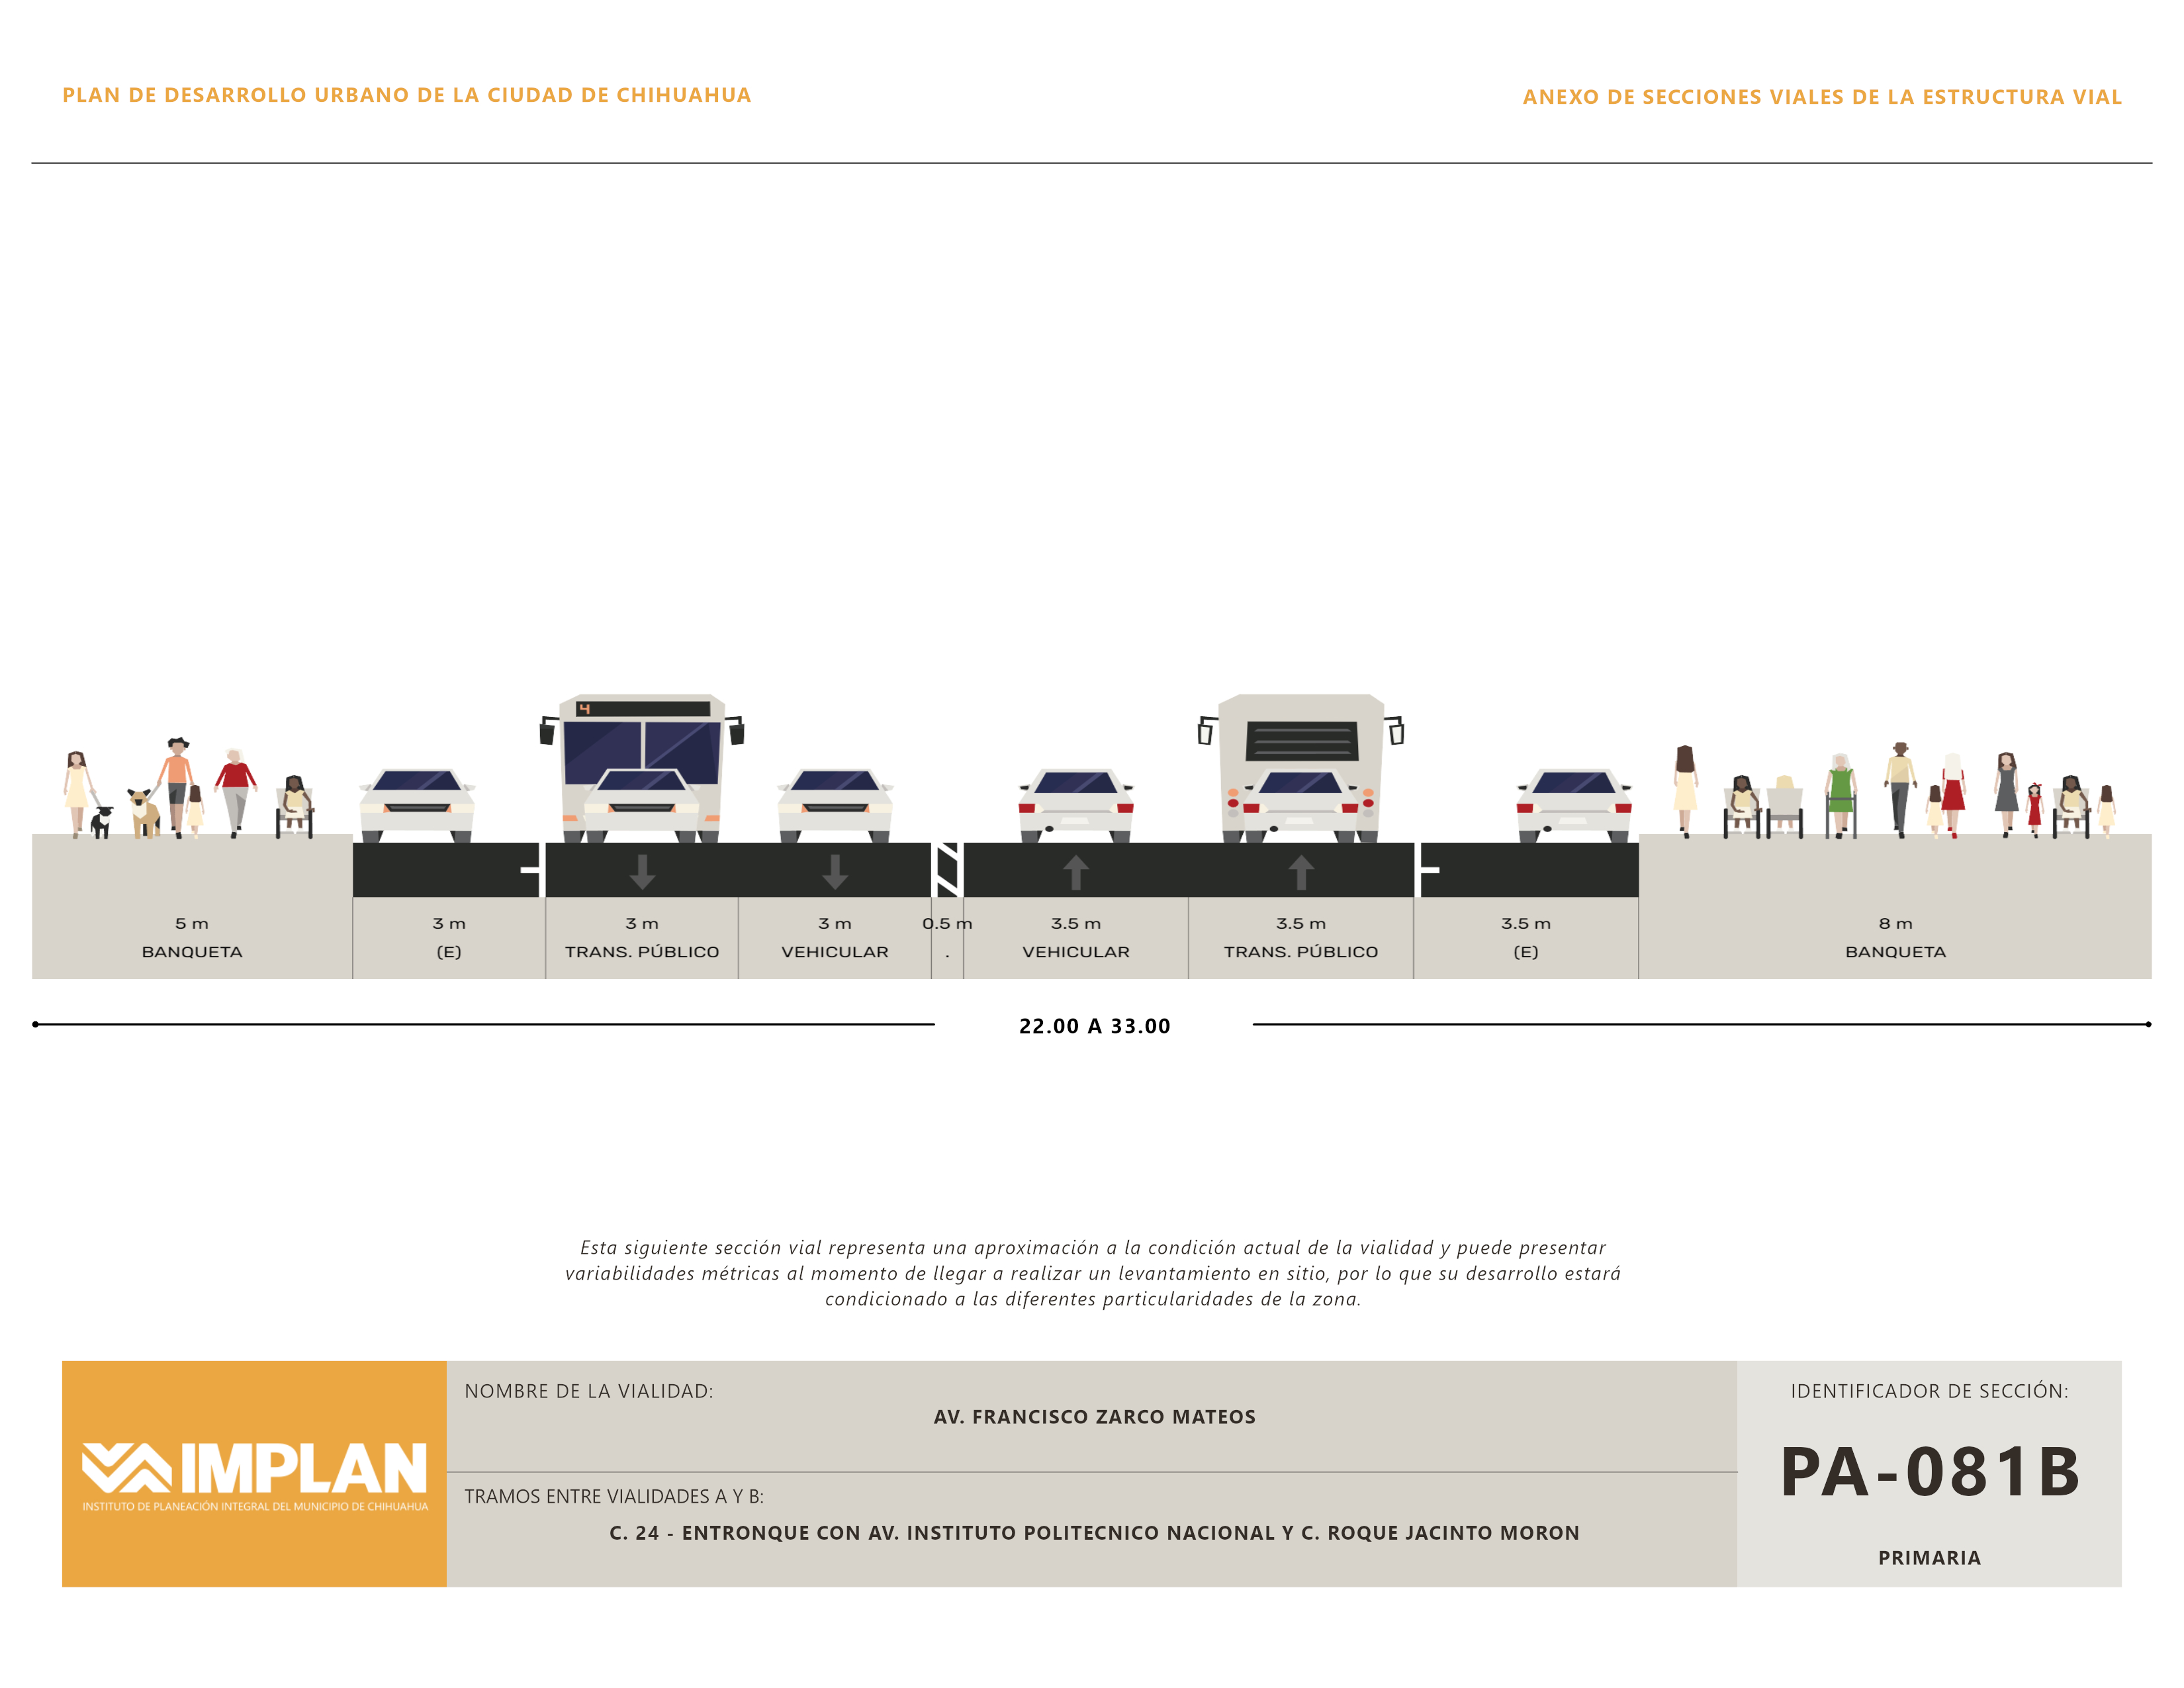 PLAN DE DESARROLLO URBANO DE LA CIUDAD DE CHIHUAHUA
ANEXO DE SECCIONES VIALES DE LA ESTRUCTURA VIAL
4
5 m
3 m
3 m
3 m
0.5 m
3.5 m
3.5 m
3.5 m
8 m
BANQUETA
(E)
TRANS. PÚBLICO
VEHICULAR
.
VEHICULAR
TRANS. PÚBLICO
(E)
BANQUETA
22.00 A 33.00
Esta siguiente sección vial representa una aproximación a la condición actual de la vialidad y puede presentar
variabilidades métricas al momento de llegar a realizar un levantamiento en sitio, por lo que su desarrollo estará
condicionado a las diferentes particularidades de la zona.
IMPLAN
INSTITUTO DE PLANEACIÓN INTEGRAL DEL MUNICIPIO DE CHIHUAHUA
NOMBRE DE LA VIALIDAD:
AV. FRANCISCO ZARCO MATEOS
TRAMOS ENTRE VIALIDADES A Y B:
C. 24 - ENTRONQUE CON AV. INSTITUTO POLITECNICO NACIONAL Y C. ROQUE JACINTO MORON
IDENTIFICADOR DE SECCIÓN:
PA-081B
PRIMARIA